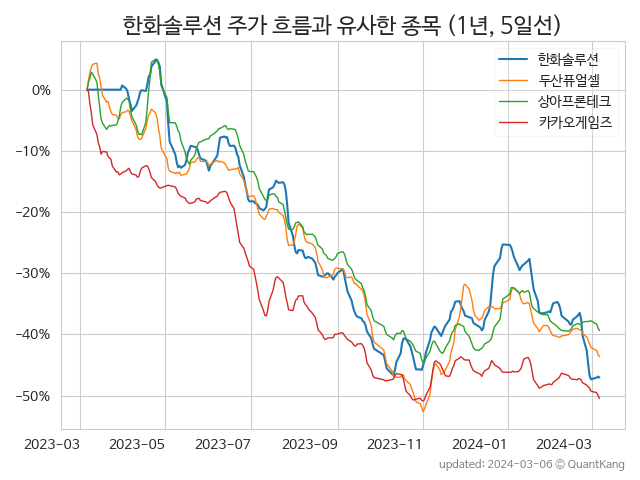 한화솔루션 주가 흐름과 유사한 종목 (1년, 5일선)
한화솔루션
두산퓨얼셀
상아프론테크
카카오게임즈
0%
−10%
−20%
−30%
−40%
−50%
2023-03 2023-05 2023-07 2023-09 2023-11 2024-01 2024-03
updated: 2024-03-06 © QuantKang